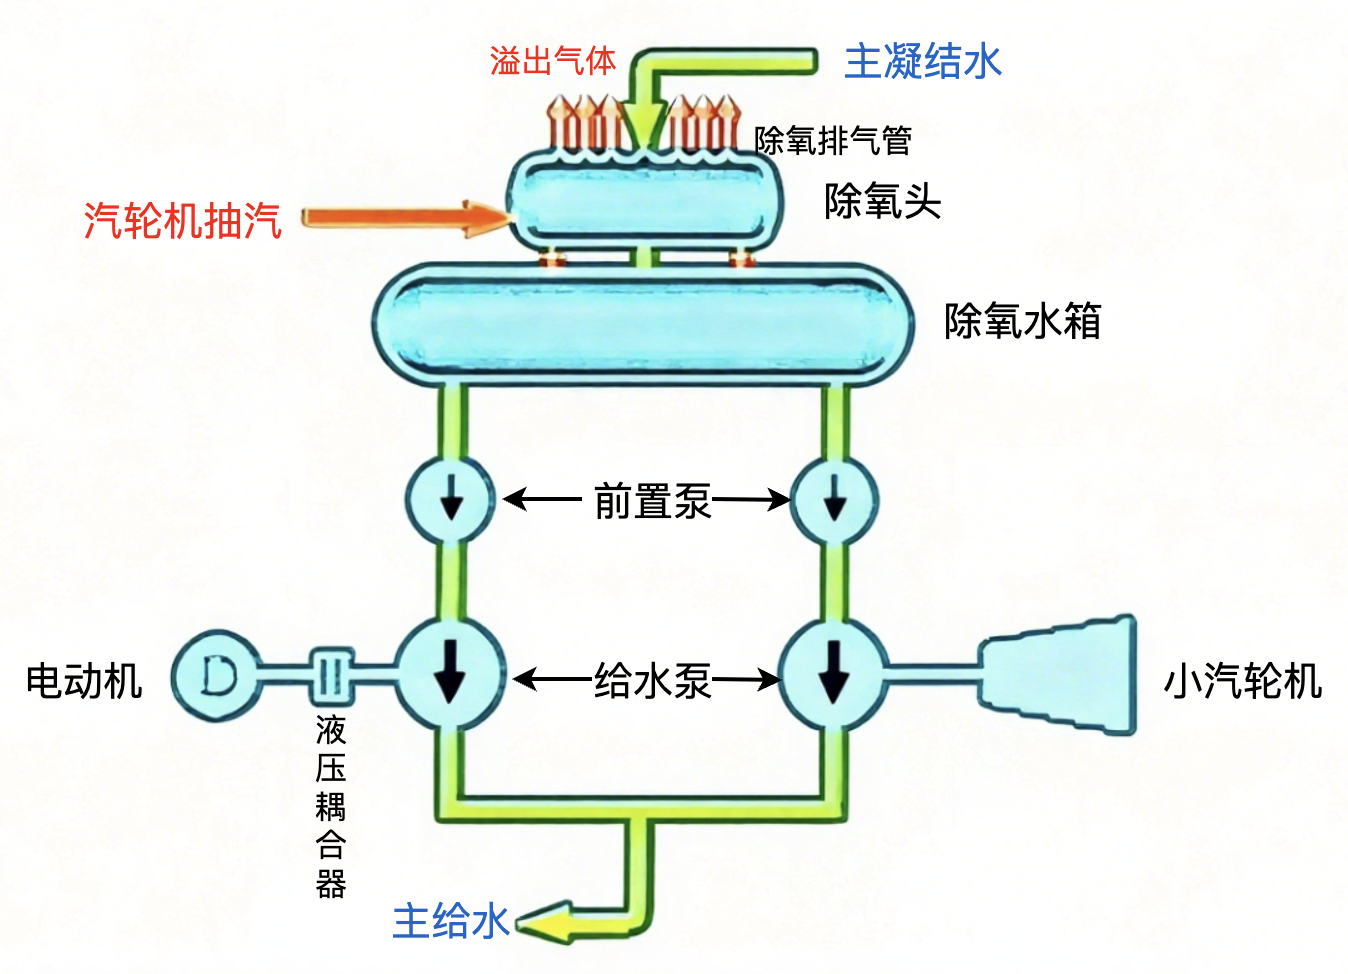 溢出气体
主凝结水
除氧排气管
除氧头
汽轮机抽汽
除氧水箱
前置泵
电动机
D
给水泵
小汽轮机
液压耦合器
主给水